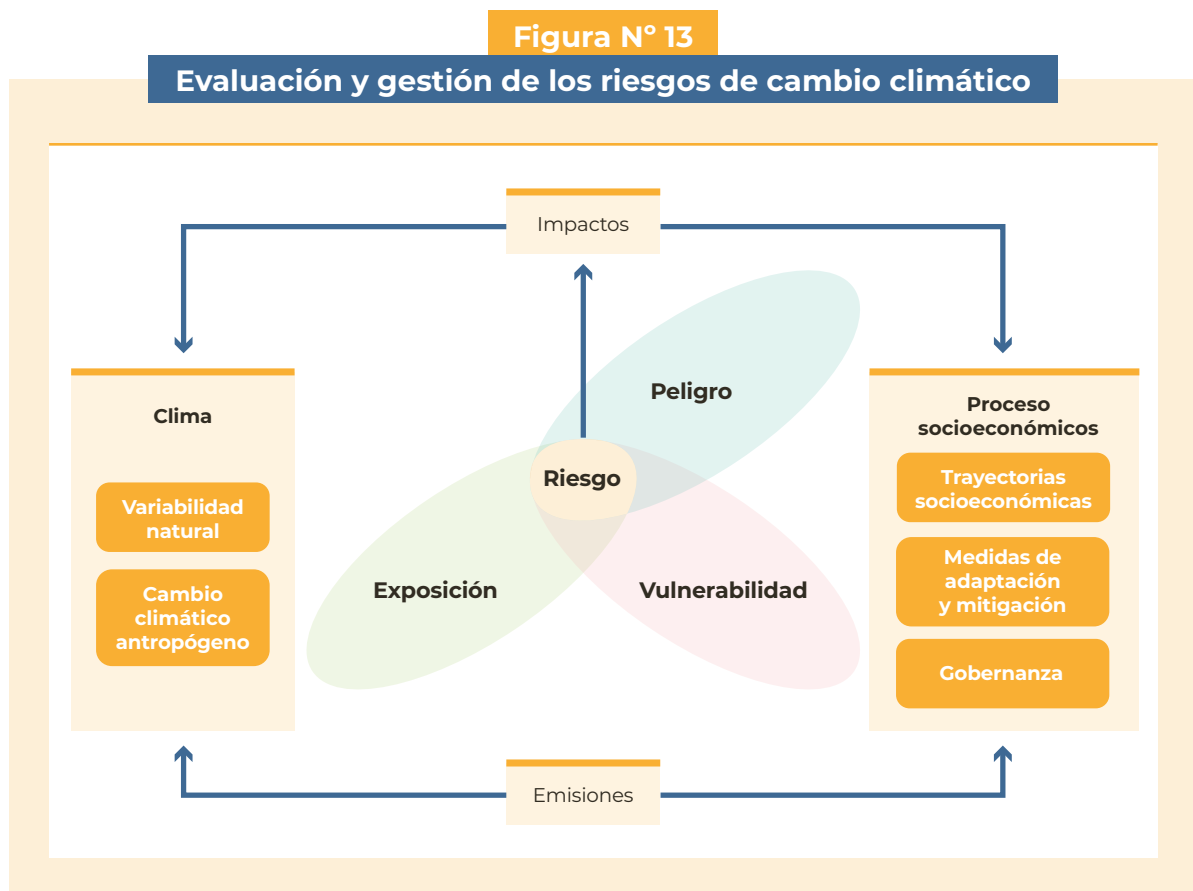 Figura Nº 13
Evaluación y gestión de los riesgos de cambio climático
Impactos
Clima
Variabilidad
natural
Cambio
climático
antropógeno
Peligro
Riesgo
Exposición
Vulnerabilidad
Proceso
socioeconómicos
Trayectorias
socioeconómicas
Medidas de
adaptación
y mitigación
Gobernanza
Emisiones